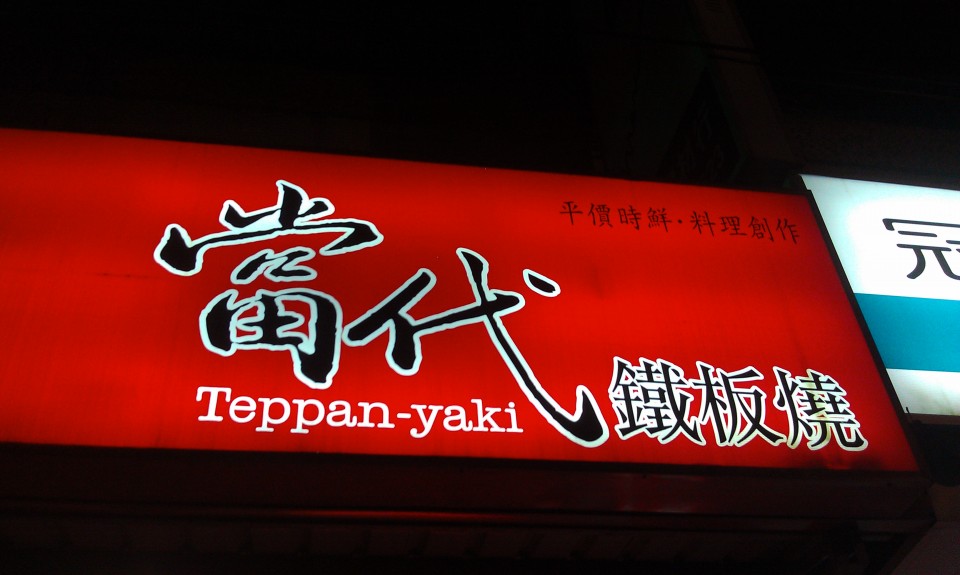 平價時鮮·料理創作
當代
Teppan-yaki
鐵板燒